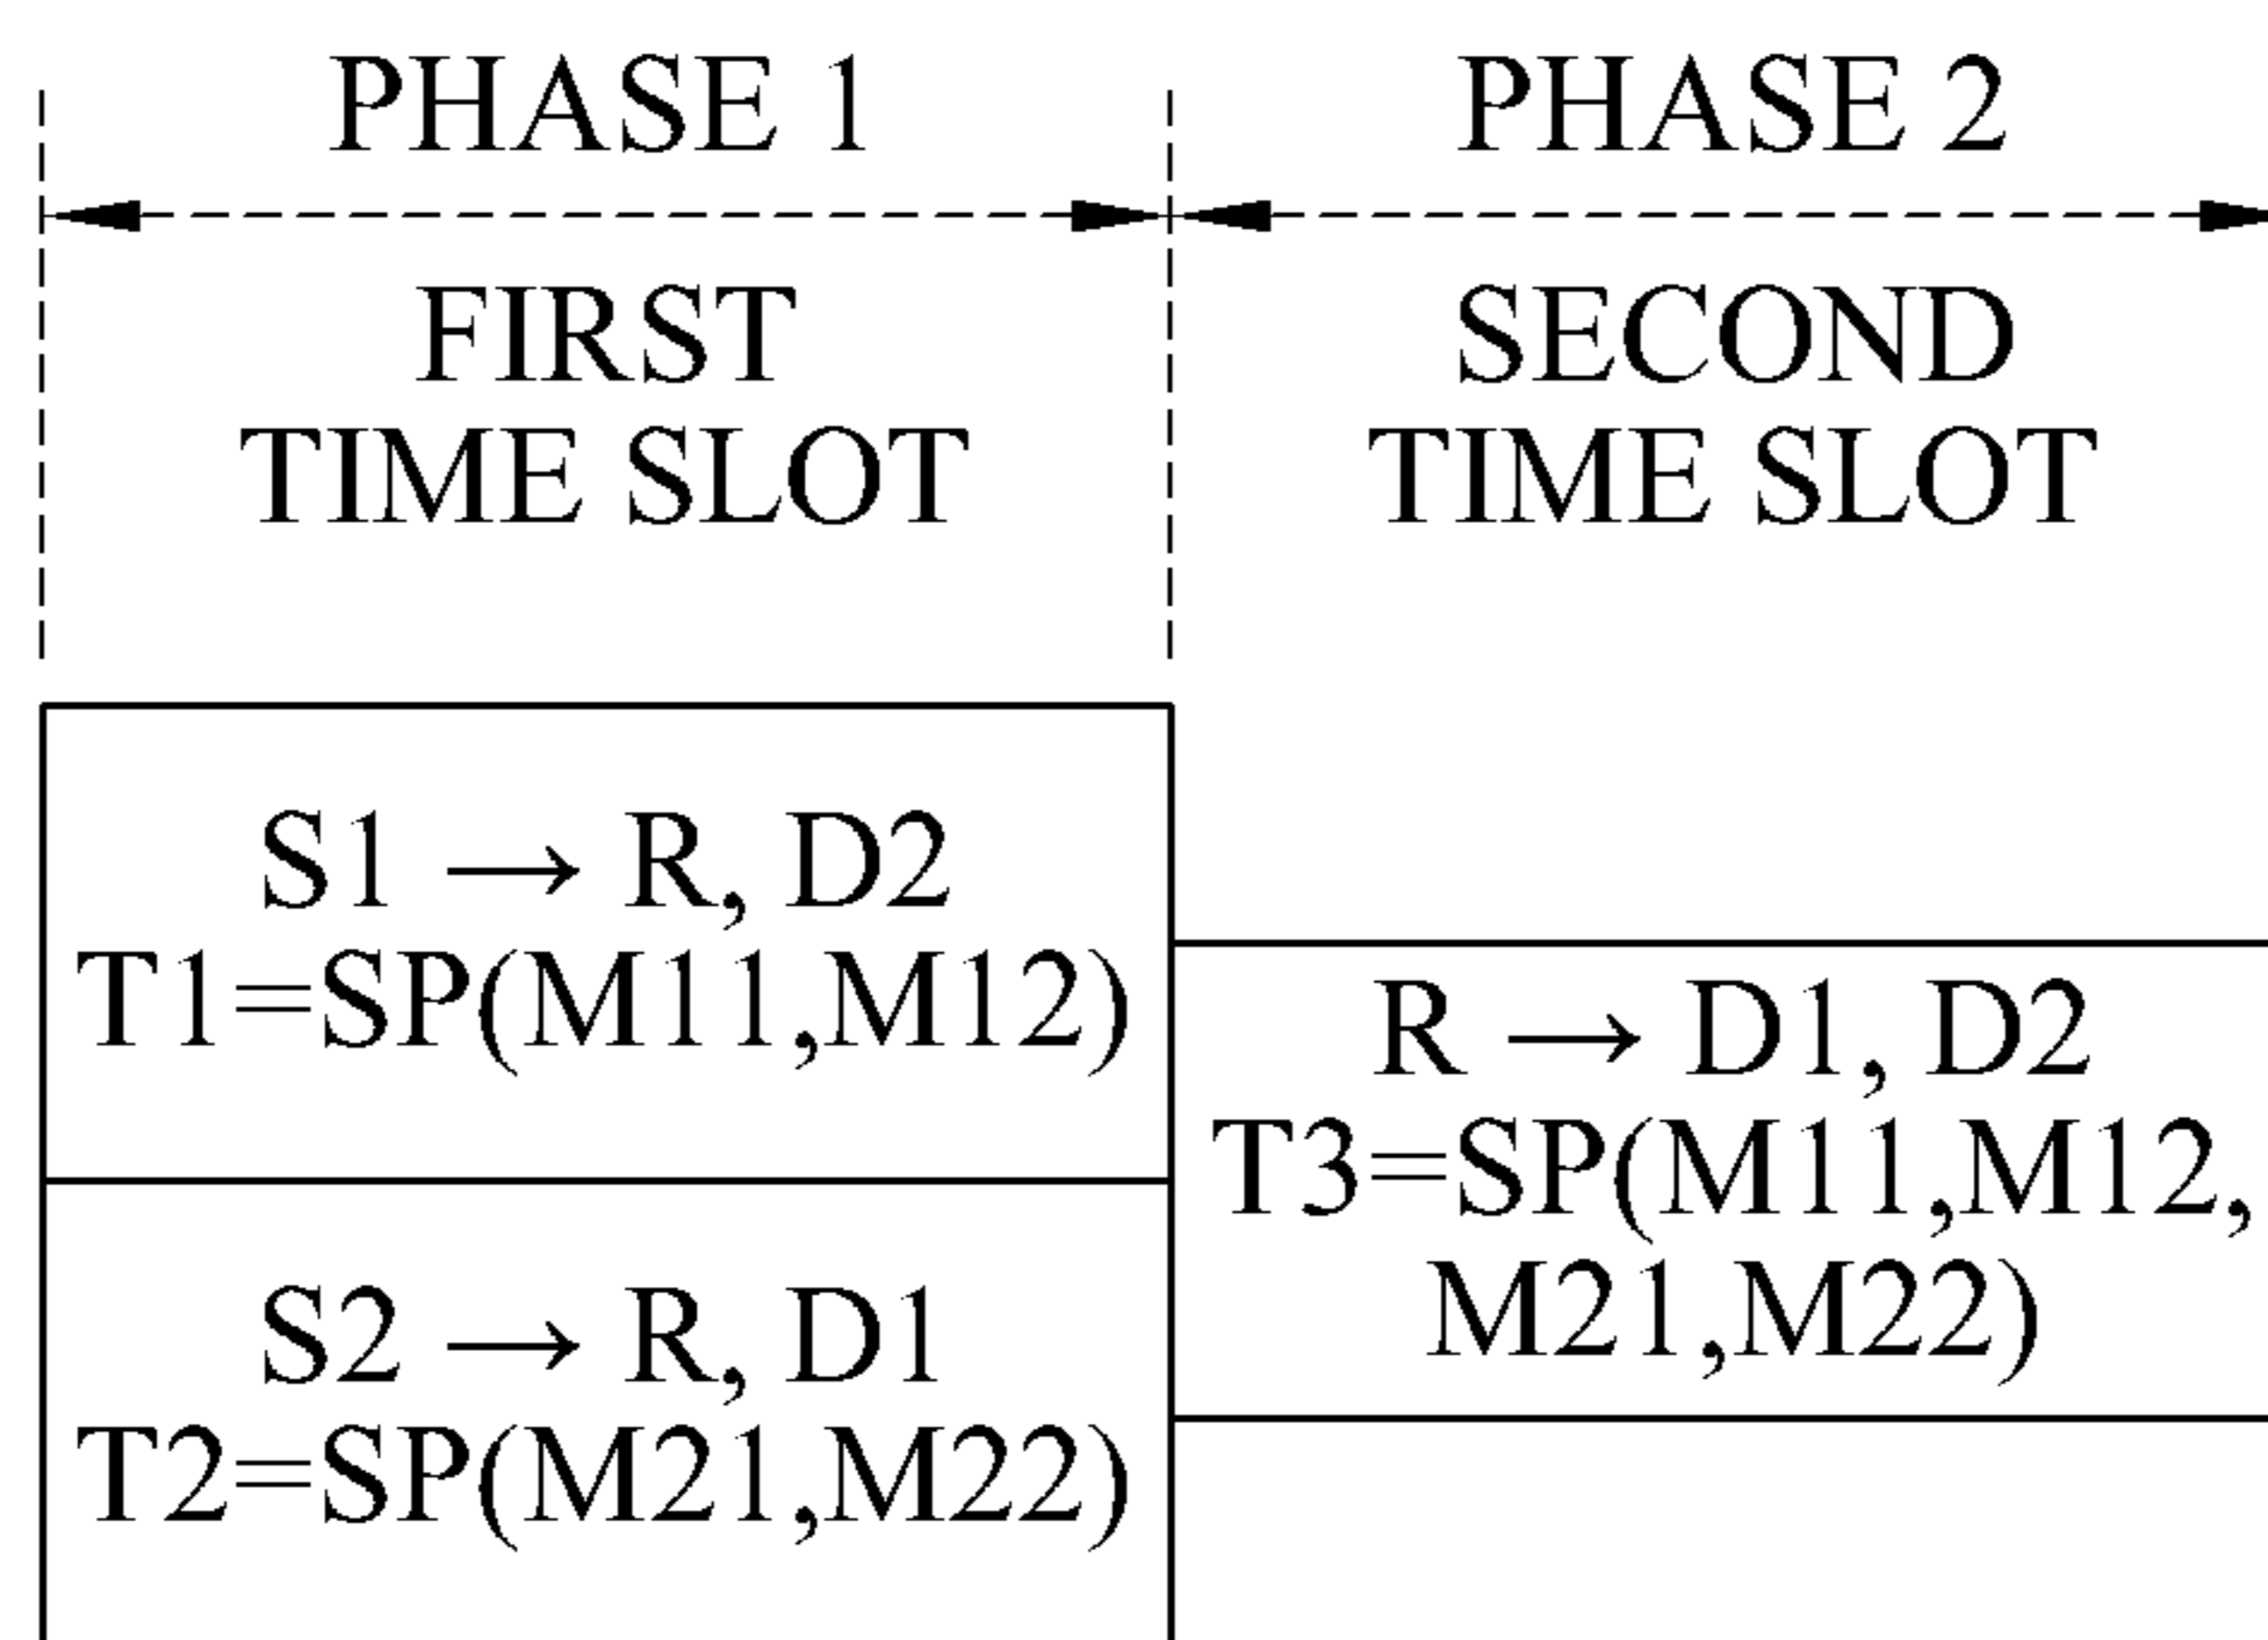 PHASE 1
PHASE 2
FIRST
TIME SLOT
SECOND
TIME SLOT
S1 → R, D2
T1=SP(M11,M12)
S2 → R, D1
T2=SP(M21,M22)
R → D1, D2
T3=SP(M11,M12,
M21,M22)